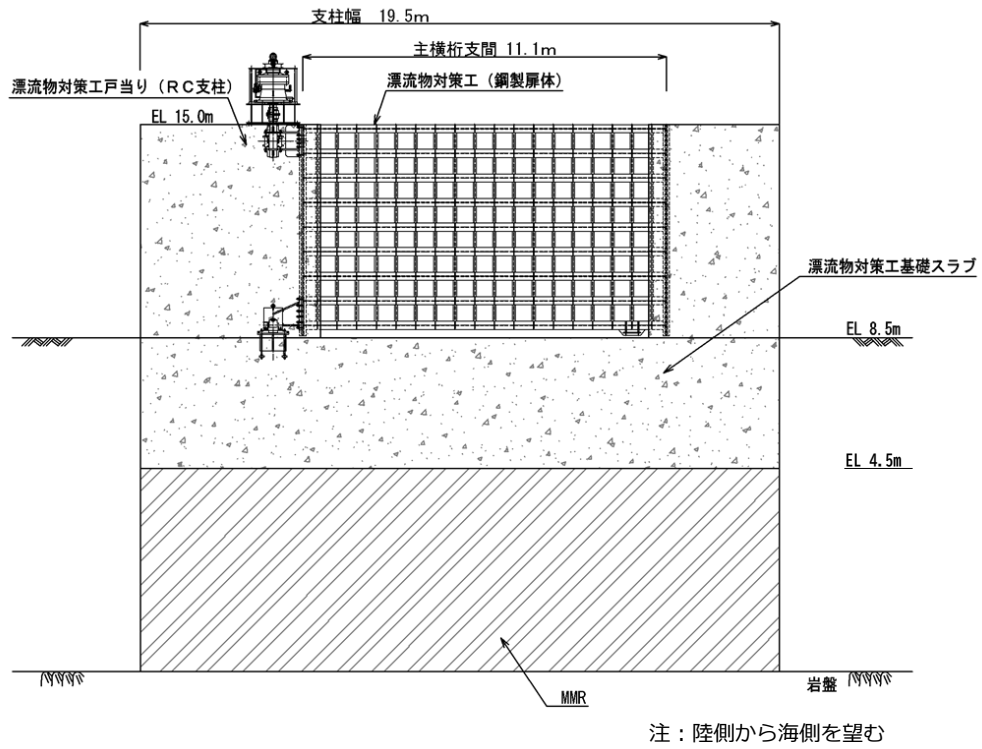 支柱幅 19.5m
主横桁支間 11.1m
漂流物対策工戸当り（RC支柱）
漂流物対策工（鋼製扉体）
EL 15.0m
漂流物対策工基礎スラブ
EL 8.5m
EL 4.5m
岩盤
MMR
注：陸側から海側を望む